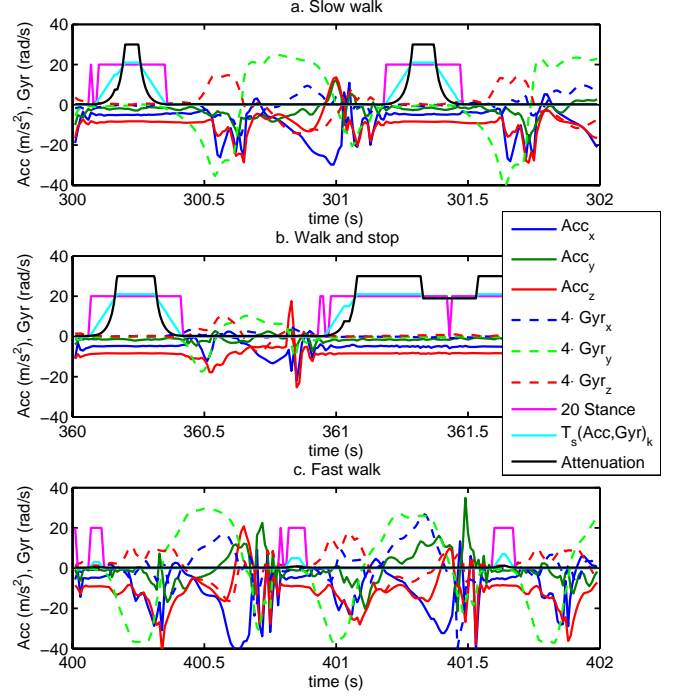 a. Slow walk
Acc (m/s²), Gyr (rad/s)
40
20
0
−20
−40
300
300.5
301
301.5
302
time (s)
b. Walk and stop
Acc (m/s²), Gyr (rad/s)
40
20
0
−20
−40
360
360.5
361
361.5
time (s)
Acc_x
Acc_y
Acc_z
4· Gyr_x
4· Gyr_y
4· Gyr_z
20 Stance
T_s(Acc,Gyr)_k
Attenuation
c. Fast walk
Acc (m/s²), Gyr (rad/s)
40
20
0
−20
−40
400
400.5
401
401.5
402
time (s)